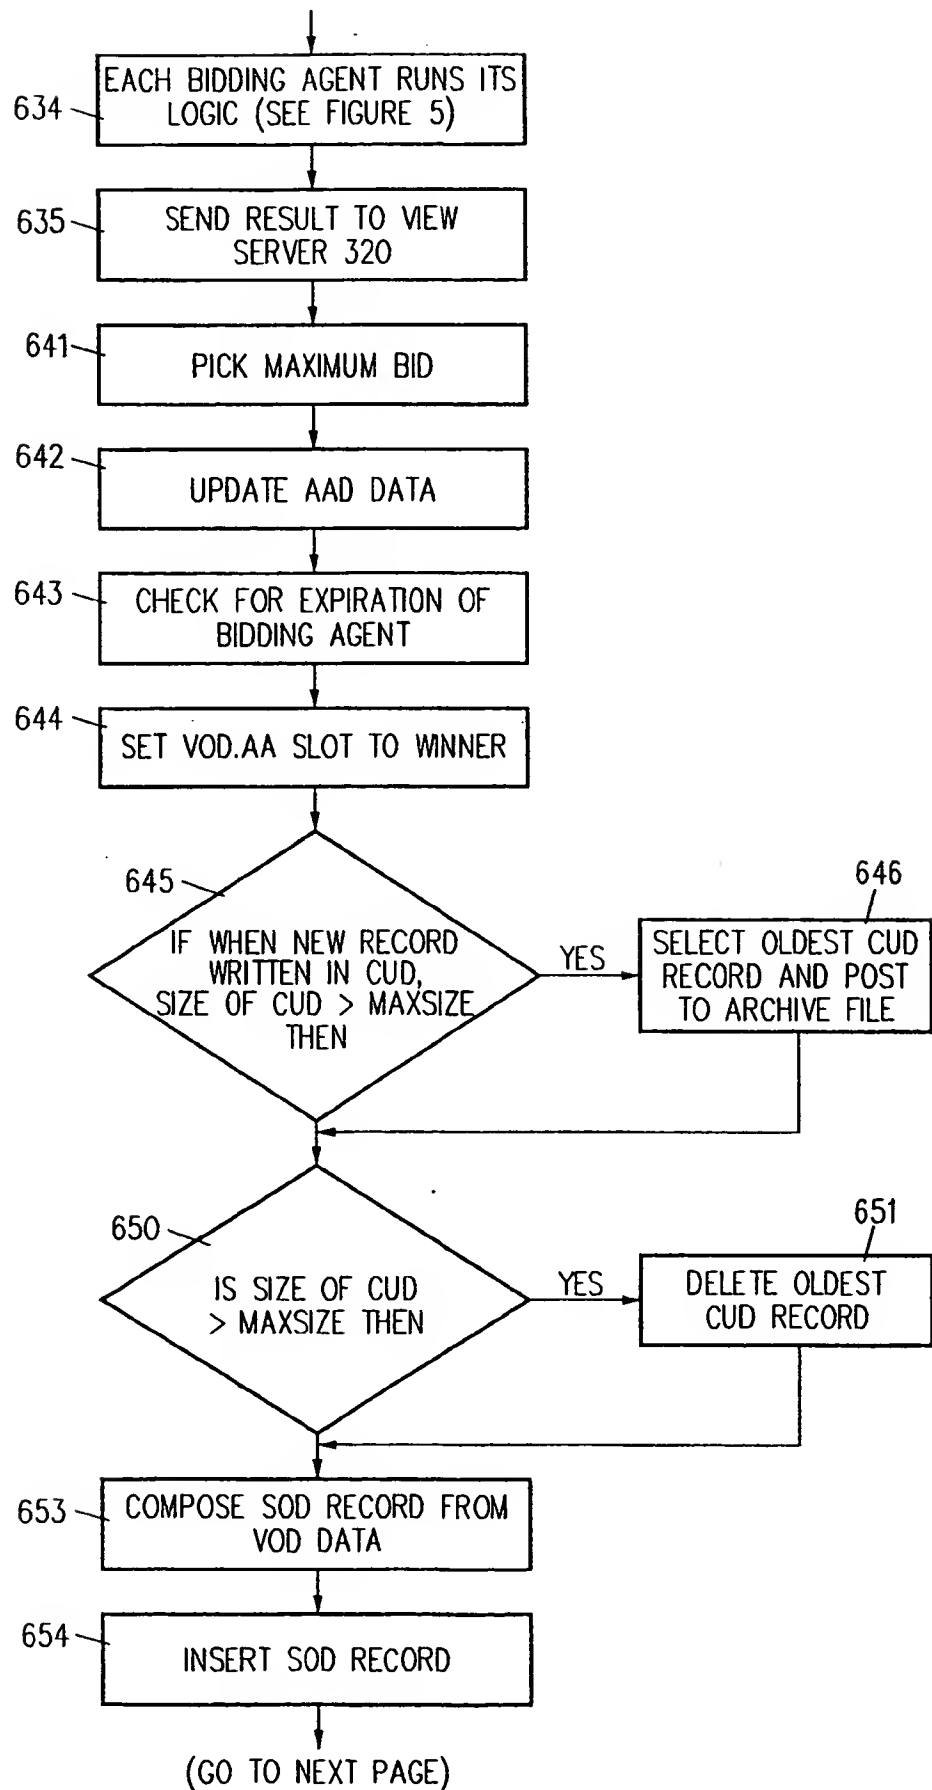 EACH BIDDING AGENT RUNS ITS
LOGIC (SEE FIGURE 5)
634
SEND RESULT TO VIEW
SERVER 320
635
PICK MAXIMUM BID
641
UPDATE AAD DATA
642
CHECK FOR EXPIRATION OF
BIDDING AGENT
643
SET VOD.AA SLOT TO WINNER
644
645
IF WHEN NEW RECORD
WRITTEN IN CUD,
SIZE OF CUD > MAXSIZE
THEN
YES
646
SELECT OLDEST CUD
RECORD AND POST
TO ARCHIVE FILE
650
IS SIZE OF CUD
> MAXSIZE THEN
YES
651
DELETE OLDEST
CUD RECORD
653
COMPOSE SOD RECORD FROM
VOD DATA
654
INSERT SOD RECORD
(GO TO NEXT PAGE)